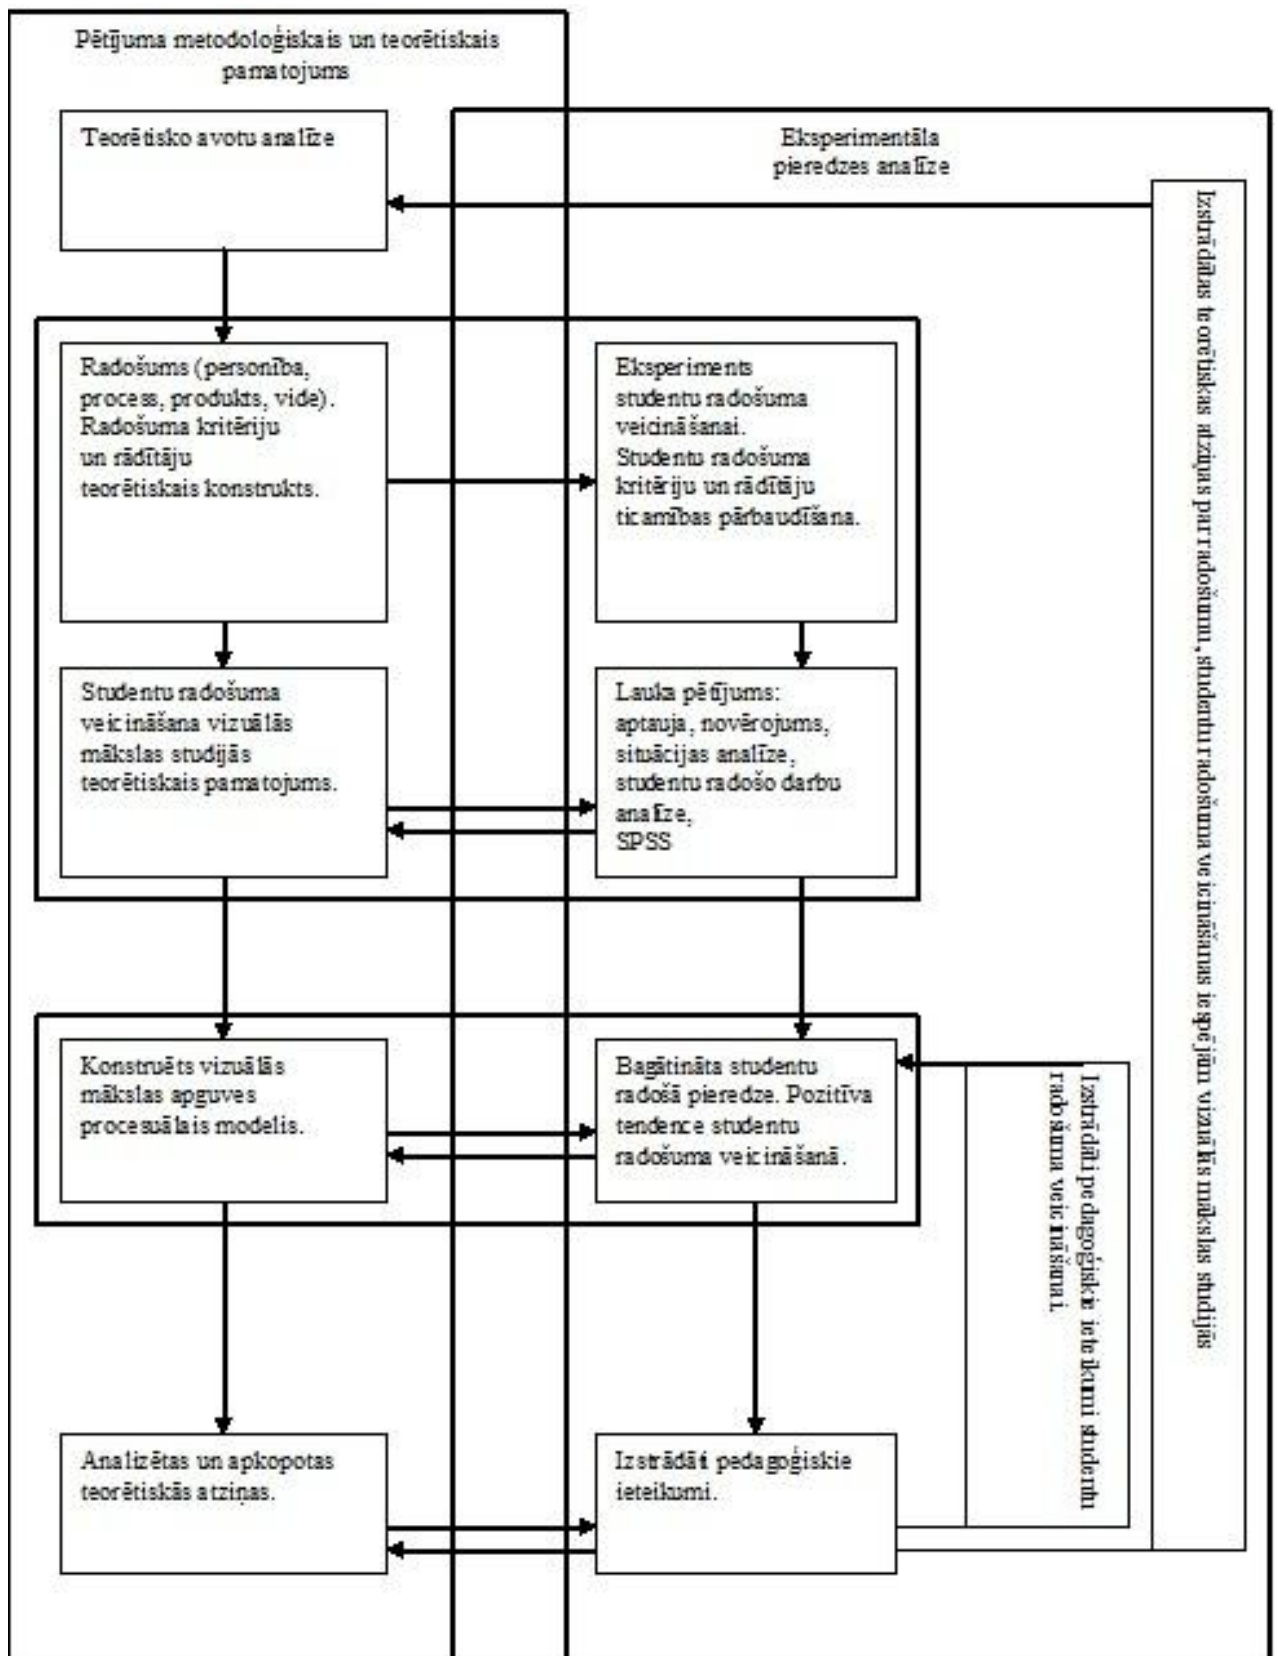 Pētījuma metodoloģiskais un teorētiskais
pamatojums
Teorētisko avotu analīze
Eksperimentāla
pieredzes analīze
Radošums (personība,
process, produkts, vide).
Radošuma kritēriju
un rādītāju
teorētiskais konstrukts.
Eksperiments
studentu radošuma
veicināšanai.
Studentu radošuma
kritēriju un rādītāju
ticamības pārbaudīšana.
Studentu radošuma
veicināšana vizuālās
mākslas studijās
teorētiskais pamatojums.
Lauka pētījums:
aptauja, novērojums,
situācijas analīze,
studentu radošo darbu
analīze,
SPSS
Konstruēts vizuālās
mākslas apguves
procesuālais modelis.
Bagātināta studentu
radošā pieredze. Pozitīva
tendence studentu
radošuma veicināšanā.
Analizētas un apkopotas
teorētiskās atziņas.
Izstrādāti pedagoģiskie
ieteikumi.
Izstrādāti pedagoģiskie ieteikumi studentu
radošuma veicināšanai.
Izstrādātas teorētiskas atziņas par radošumu, studentu radošuma veicināšanas iespējām vizuālās mākslas studijās